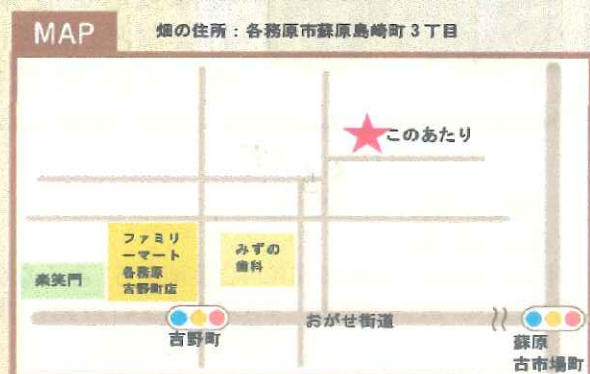 MAP
畑の住所：各務原市蘇原島崎町3丁目
このあたり
ファミリ
ーマート
各務原
吉野町店
みずの
歯科
楽笑門
おがせ街道
吉野町
蘇原
古市場町